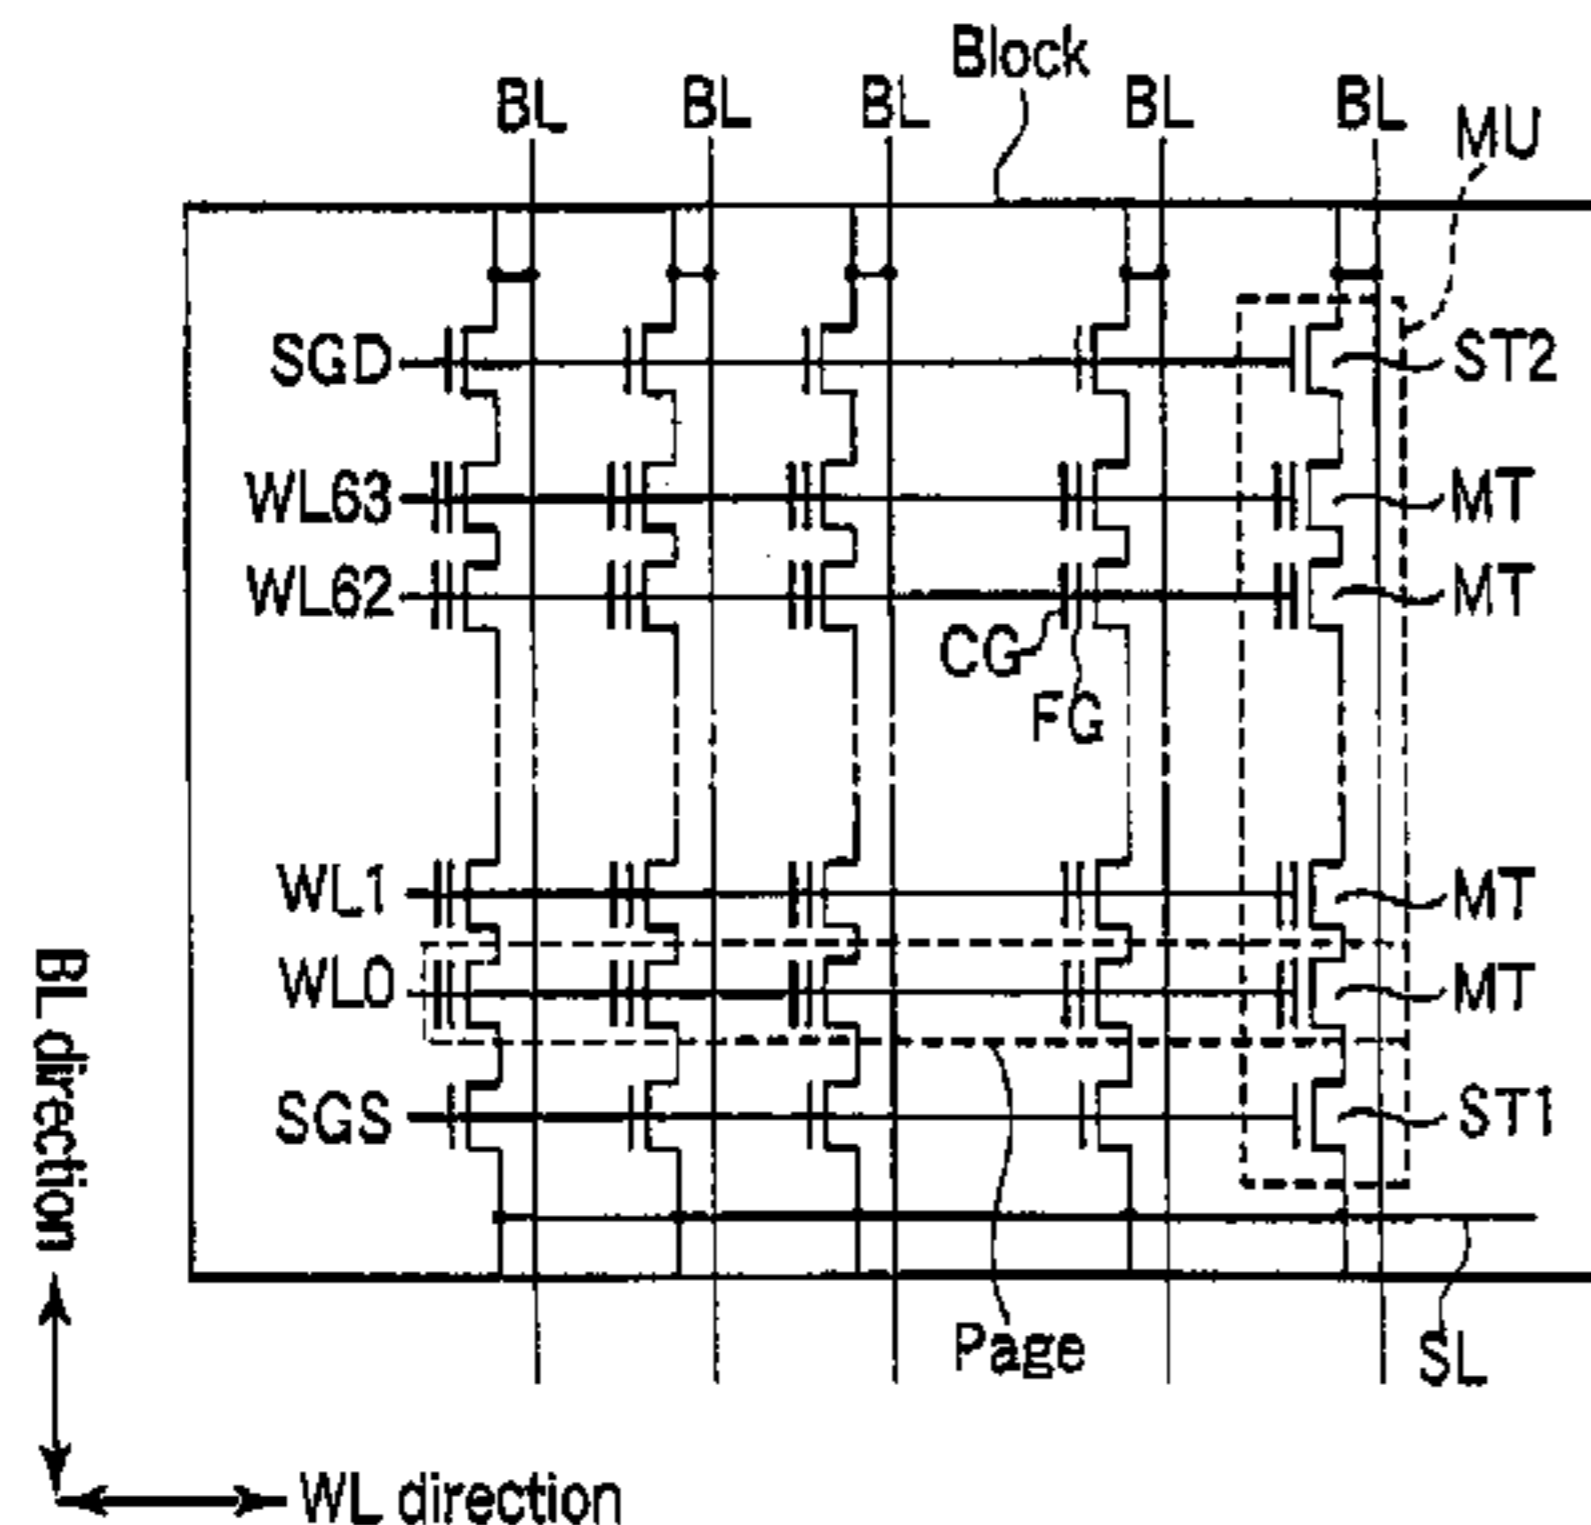 Block
BL BL BL BL BL MU
SGD ST2
WL63 MT
WL62 MT
CG
FG
WL1 MT
WL0 MT
SGS ST1
Page SL
BL direction
WL direction